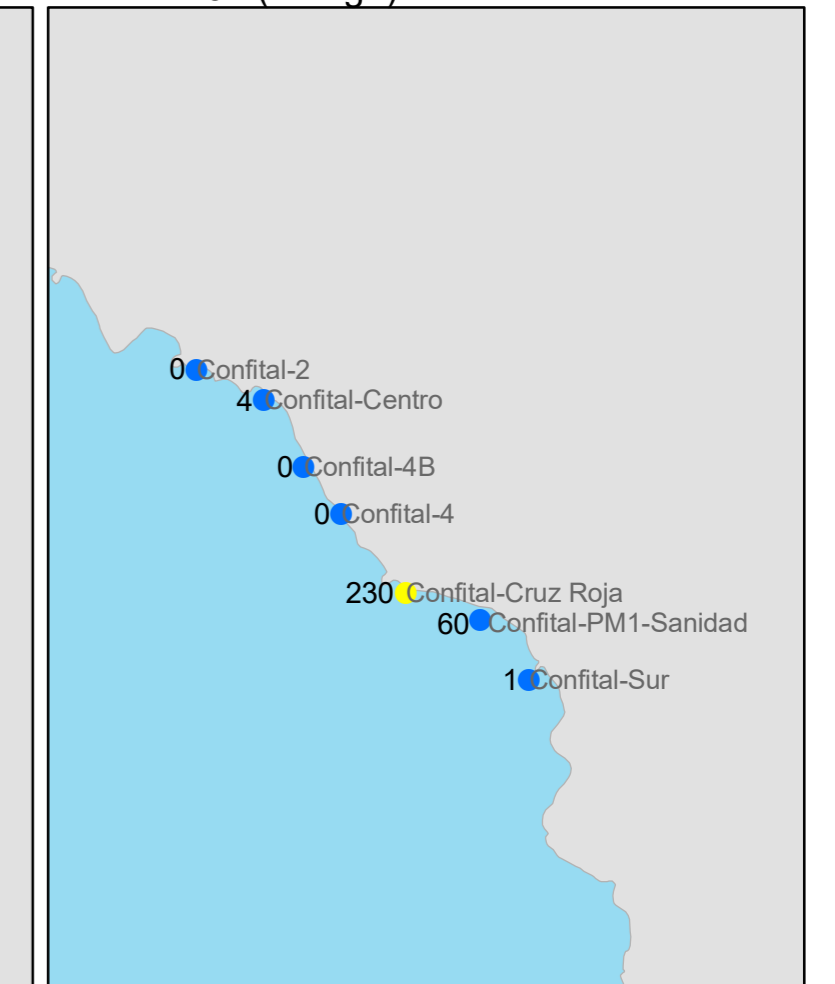 0 Confital-2
4 Confital-Centro
0 Confital-4B
0 Confital-4
230 Confital-Cruz Roja
60 Confital-PM1-Sanidad
1 Confital-Sur